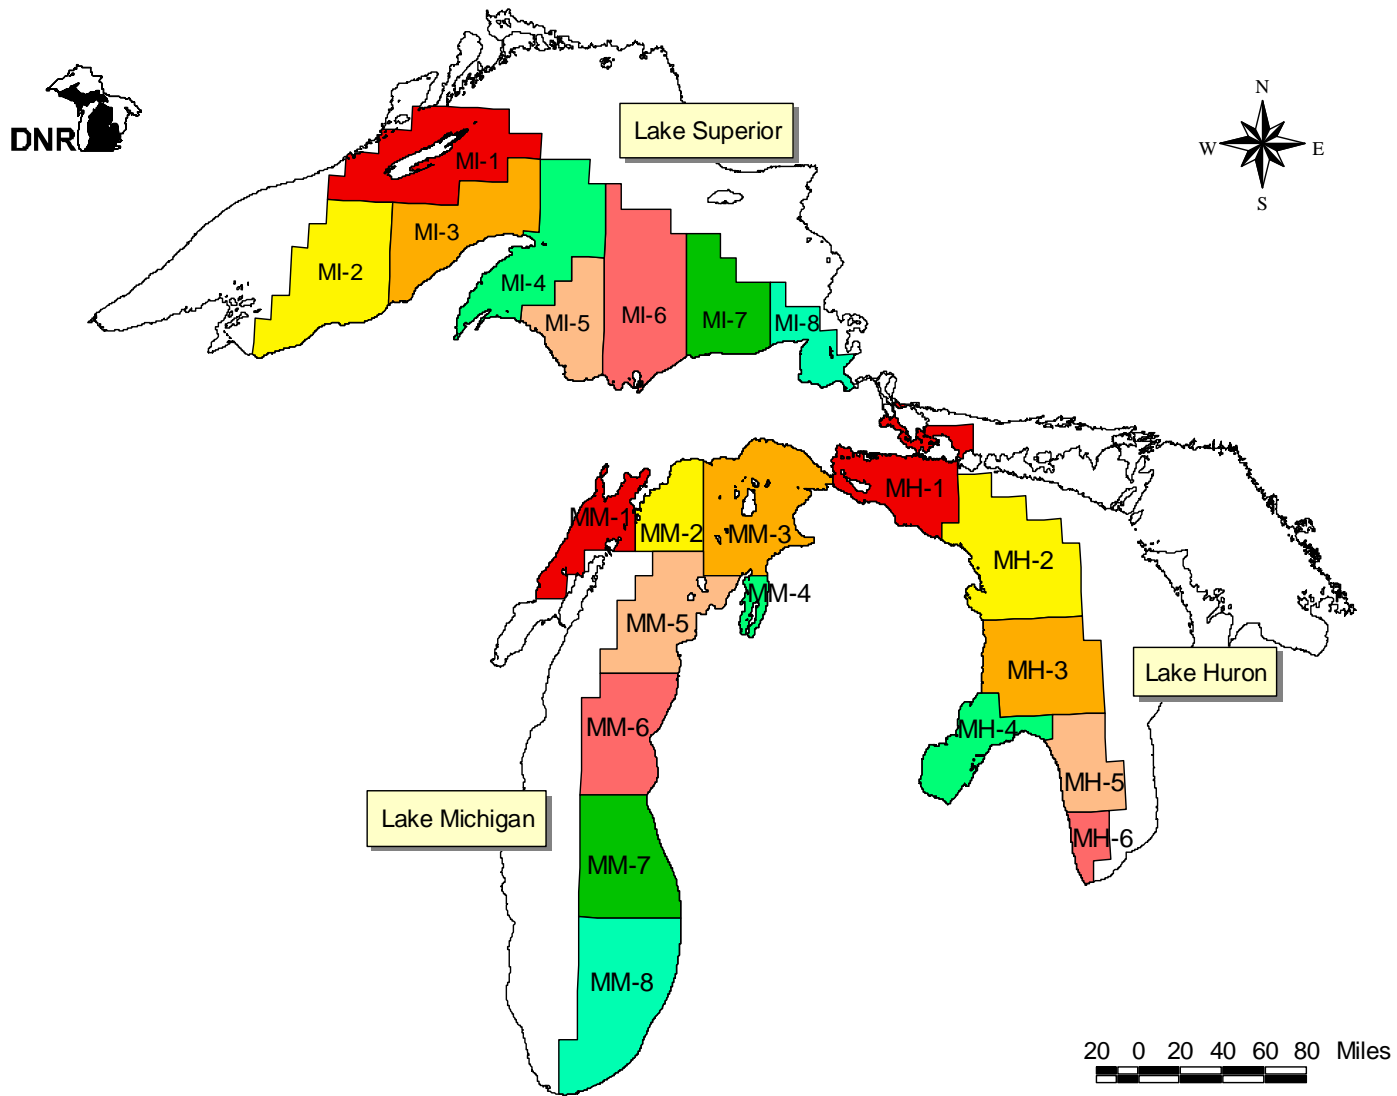 N
Lake Superior
DNR
W E
MI-1
S
MI-3
MI-2
MI-4
MI-6
MI-7
MI-8
MI-5
MH-1
MM-1
MM-2
MM-3
MH-2
MM-4
MM-5
MH-3
Lake Huron
MM-6
MH-4
MH-5
Lake Michigan
MH-6
MM-7
MM-8
20 0 20 40 60 80 Miles